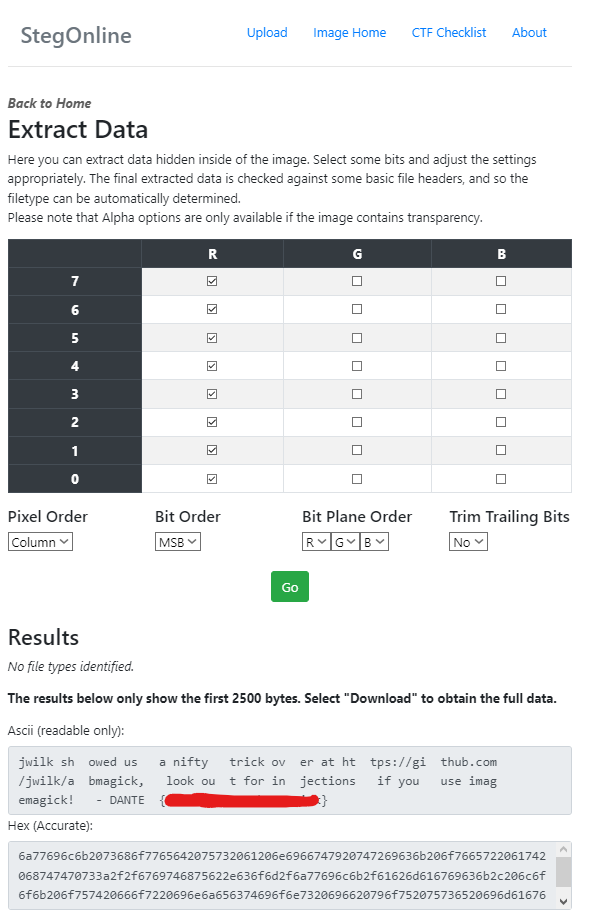 StegOnline
Upload Image Home CTF Checklist About
Back to Home
Extract Data
Here you can extract data hidden inside of the image. Select some bits and adjust the settings
appropriately. The final extracted data is checked against some basic file headers, and so the
filetype can be automatically determined.
Please note that Alpha options are only available if the image contains transparency.
R G B
7
6
5
4
3
2
1
0
Pixel Order Bit Order Bit Plane Order Trim Trailing Bits
Column MSB R G B No
Go
Results
No file types identified.
The results below only show the first 2500 bytes. Select "Download" to obtain the full data.
Ascii (readable only):
jwilk sh owed us a nifty trick ov er at ht tps://gi thub.com
/jwilk/a bmagick, look ou t for in jections if you use imag
emagick! - DANTE { }
Hex (Accurate):
6a77696c6b2073686f7765642075732061206e6966747920747269636b206f7665722061742
068747470733a2f2f6769746875622e636f6d2f6a77696c6b2f61626d616769636b2c206c6f
6f6b206f757420666f7220696e6a656374696f6e7320696620796f752075736520696d61676